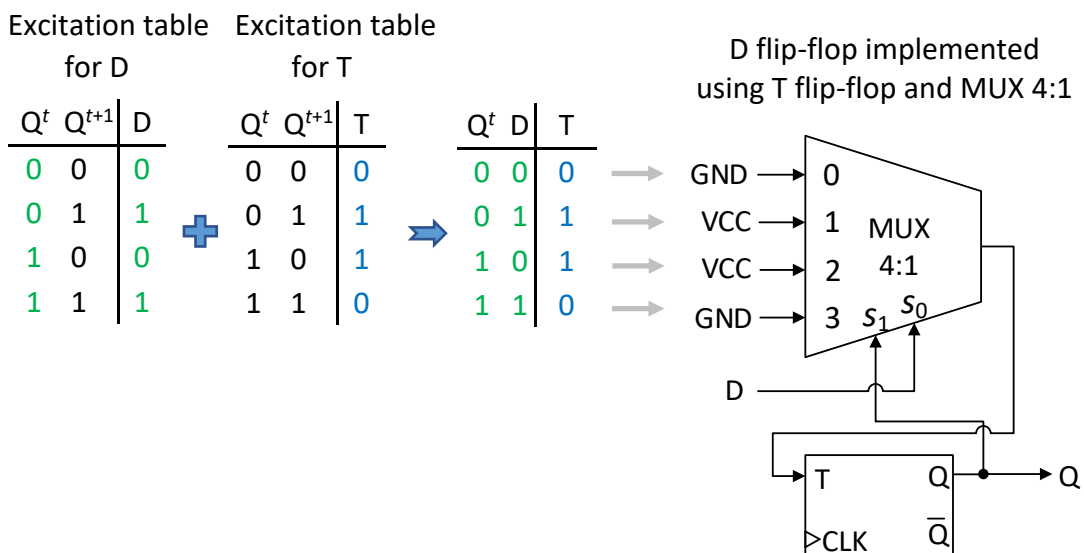 Excitation table
for D
Qᵗ Qᵗ⁺¹ D
0 0 0
0 1 1
1 0 0
1 1 1
Excitation table
for T
Qᵗ Qᵗ⁺¹ T
0 0 0
0 1 1
1 0 1
1 1 0
Qᵗ D T
0 0 0
0 1 1
1 0 1
1 1 0
D flip-flop implemented
using T flip-flop and MUX 4:1
GND 0
VCC 1
VCC 2
GND 3
MUX
4:1
S₁ S₀
D
T Q Q
CLK Q̅